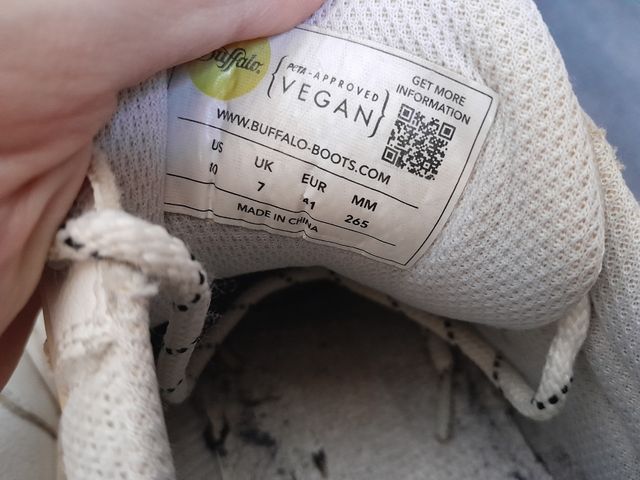 Buffalo.
{PETA-APPROVED
VEGAN}
GET MORE
INFORMATION
WWW.BUFFALO-BOOTS.COM
US UK EUR MM
10 7 41 265
MADE IN CHINA